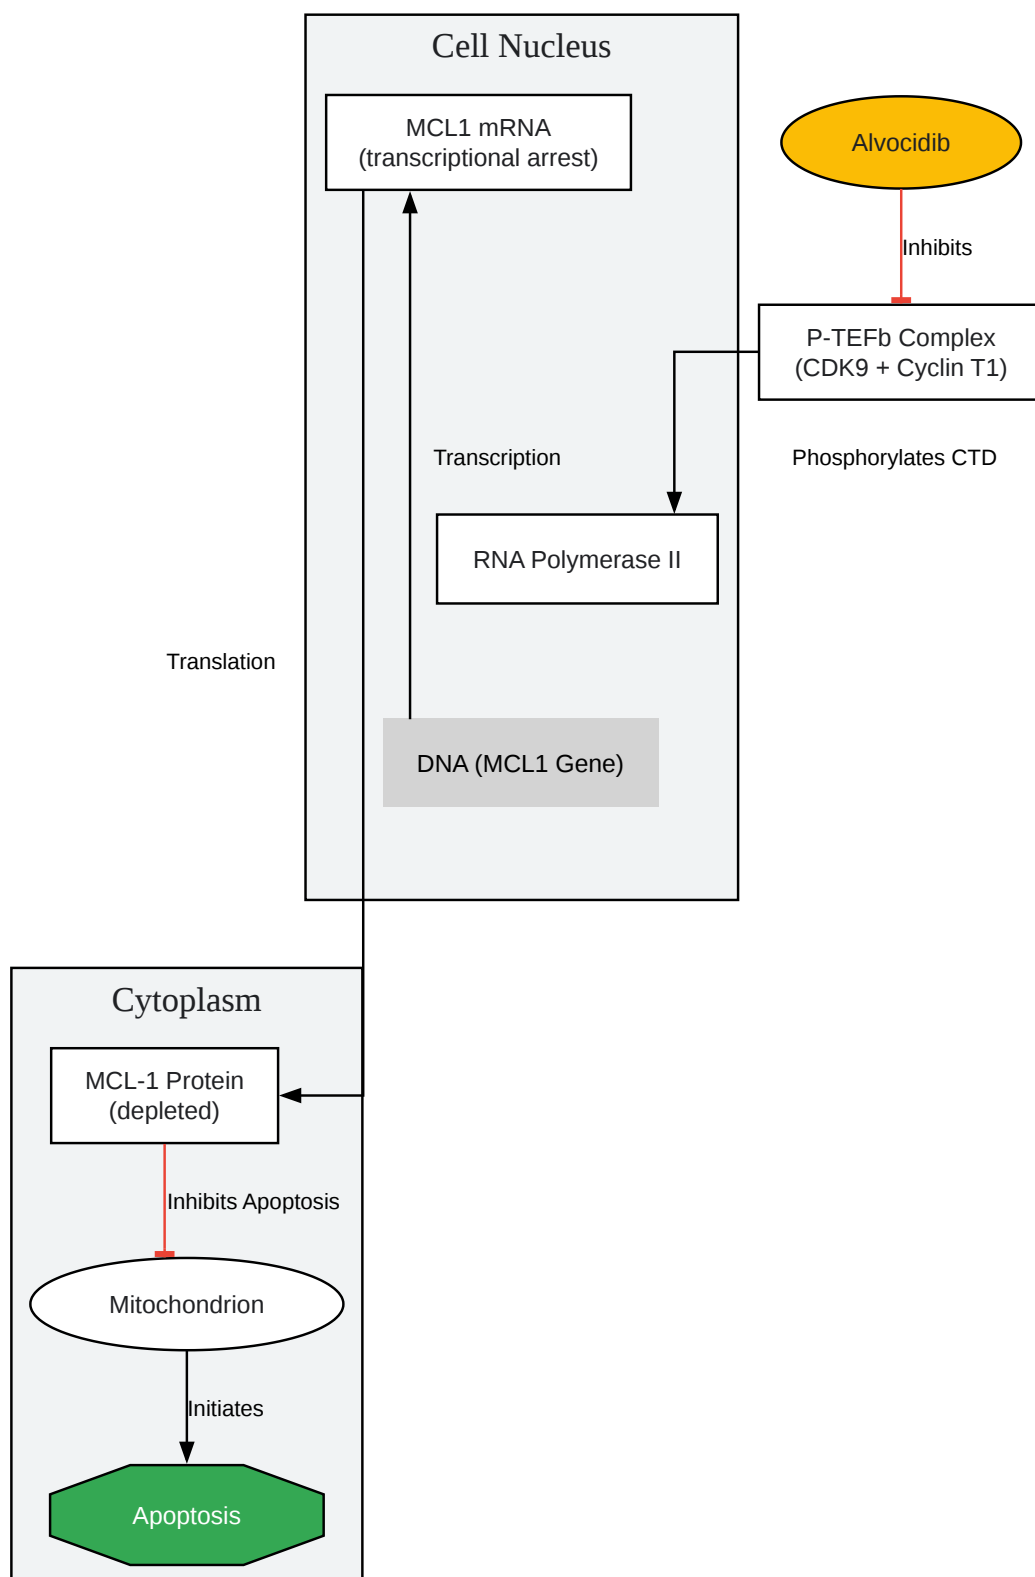 Cell Nucleus
MCL1 mRNA
(transcriptional arrest)
Alvocidib
Inhibits
P-TEFb Complex
(CDK9 + Cyclin T1)
Transcription
Phosphorylates CTD
RNA Polymerase II
Translation
DNA (MCL1 Gene)
Cytoplasm
MCL-1 Protein
(depleted)
Inhibits Apoptosis
Mitochondrion
Initiates
Apoptosis